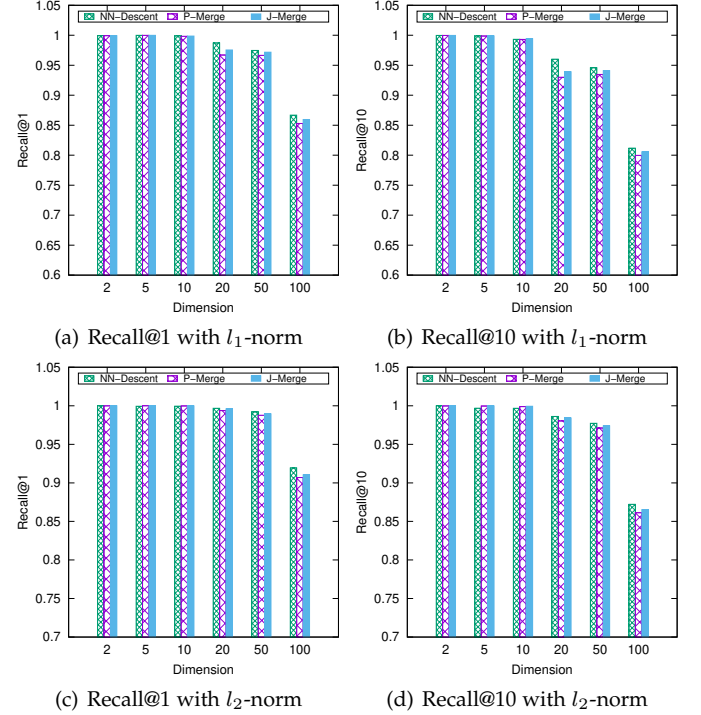 1.05
NN-Descent P-Merge J-Merge
1
0.95
0.9
0.85
0.8
0.75
0.7
0.65
0.6
Recall@1
2 5 10 20 50 100
Dimension
(a) Recall@1 with l₁-norm
1.05
NN-Descent P-Merge J-Merge
1
0.95
0.9
0.85
0.8
0.75
0.7
0.65
0.6
Recall@10
2 5 10 20 50 100
Dimension
(b) Recall@10 with l₁-norm
1.05
NN-Descent P-Merge J-Merge
1
0.95
0.9
0.85
0.8
0.75
0.7
Recall@1
2 5 10 20 50 100
Dimension
(c) Recall@1 with l₂-norm
1.05
NN-Descent P-Merge J-Merge
1
0.95
0.9
0.85
0.8
0.75
0.7
Recall@10
2 5 10 20 50 100
Dimension
(d) Recall@10 with l₂-norm